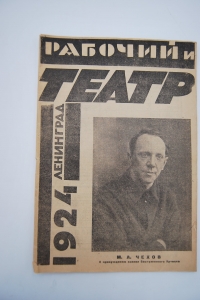 РАБОЧИЙ И
ТЕАТР
ЛЕНИНГРАД
1924
М. А. ЧЕХОВ